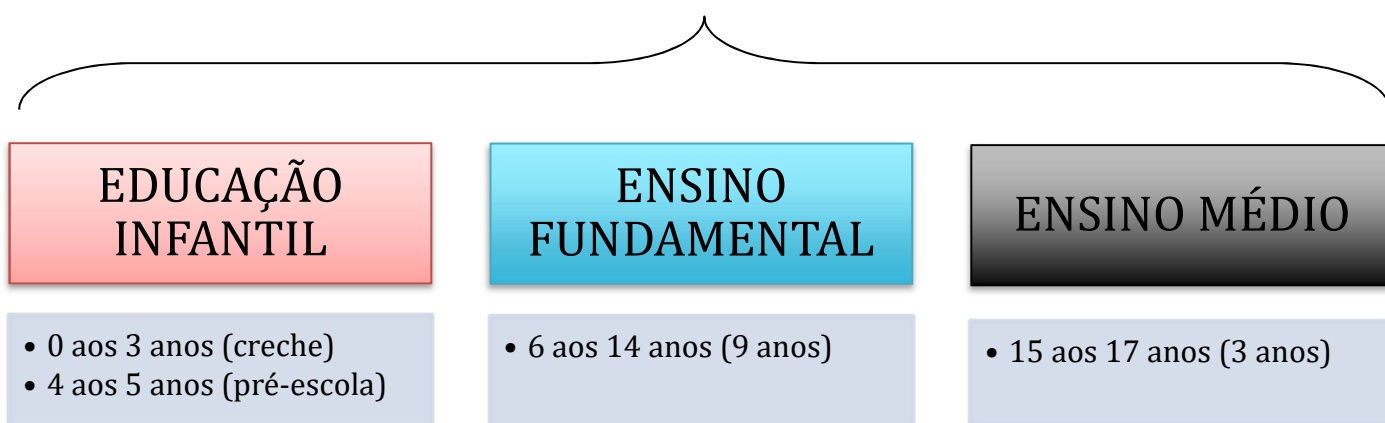 EDUCAÇÃO
INFANTIL
• 0 aos 3 anos (creche)
• 4 aos 5 anos (pré-escola)
ENSINO
FUNDAMENTAL
• 6 aos 14 anos (9 anos)
ENSINO MÉDIO
• 15 aos 17 anos (3 anos)